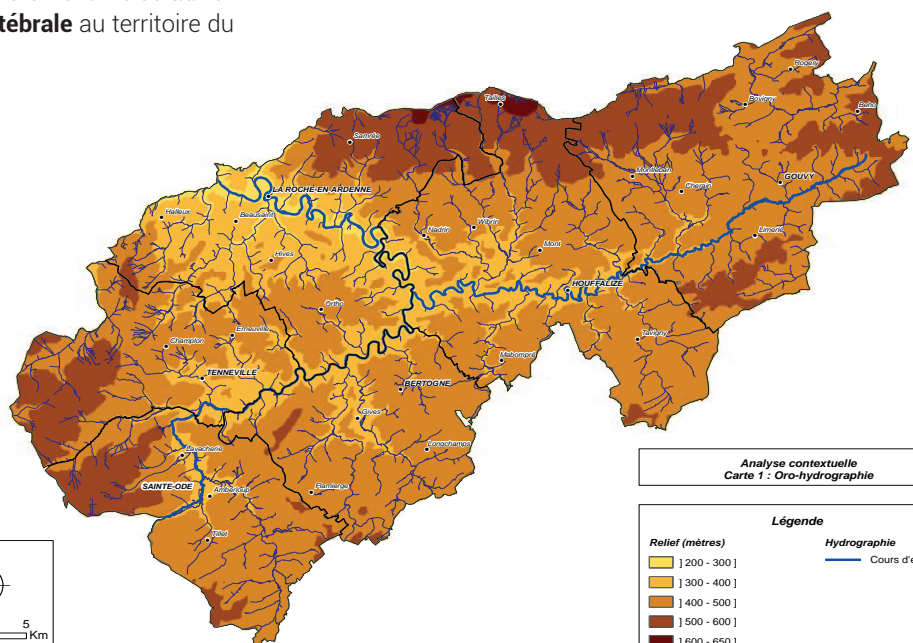 tébrale au territoire du
Rogery
Tailles
Bovigny
Beho
Samrée
Montleban
GOUVY
Cherain
LA ROCHE-EN-ARDENNE
Halleux
Beausaint
Wibrin
Nadrin
Limerlé
Mont
Hives
HOUFFALIZE
Ortho
Erneuville
Tavigny
Champlon
Mabompré
TENNEVILLE
BERTOGNE
Gives
Longchamps
Lavacherie
SAINTE-ODE
Amberloup
Flamierge
Tillet
Analyse contextuelle
Carte 1 : Oro-hydrographie
Légende
Relief (mètres)
Hydrographie
] 200 - 300 ]
Cours d'e
] 300 - 400 ]
] 400 - 500 ]
] 500 - 600 ]
] 600 - 650 ]
5
Km